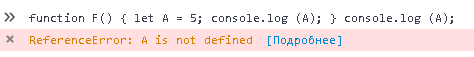 function F() { let A = 5; console.log (A); } console.log (A);
ReferenceError: A is not defined [Подробнее]